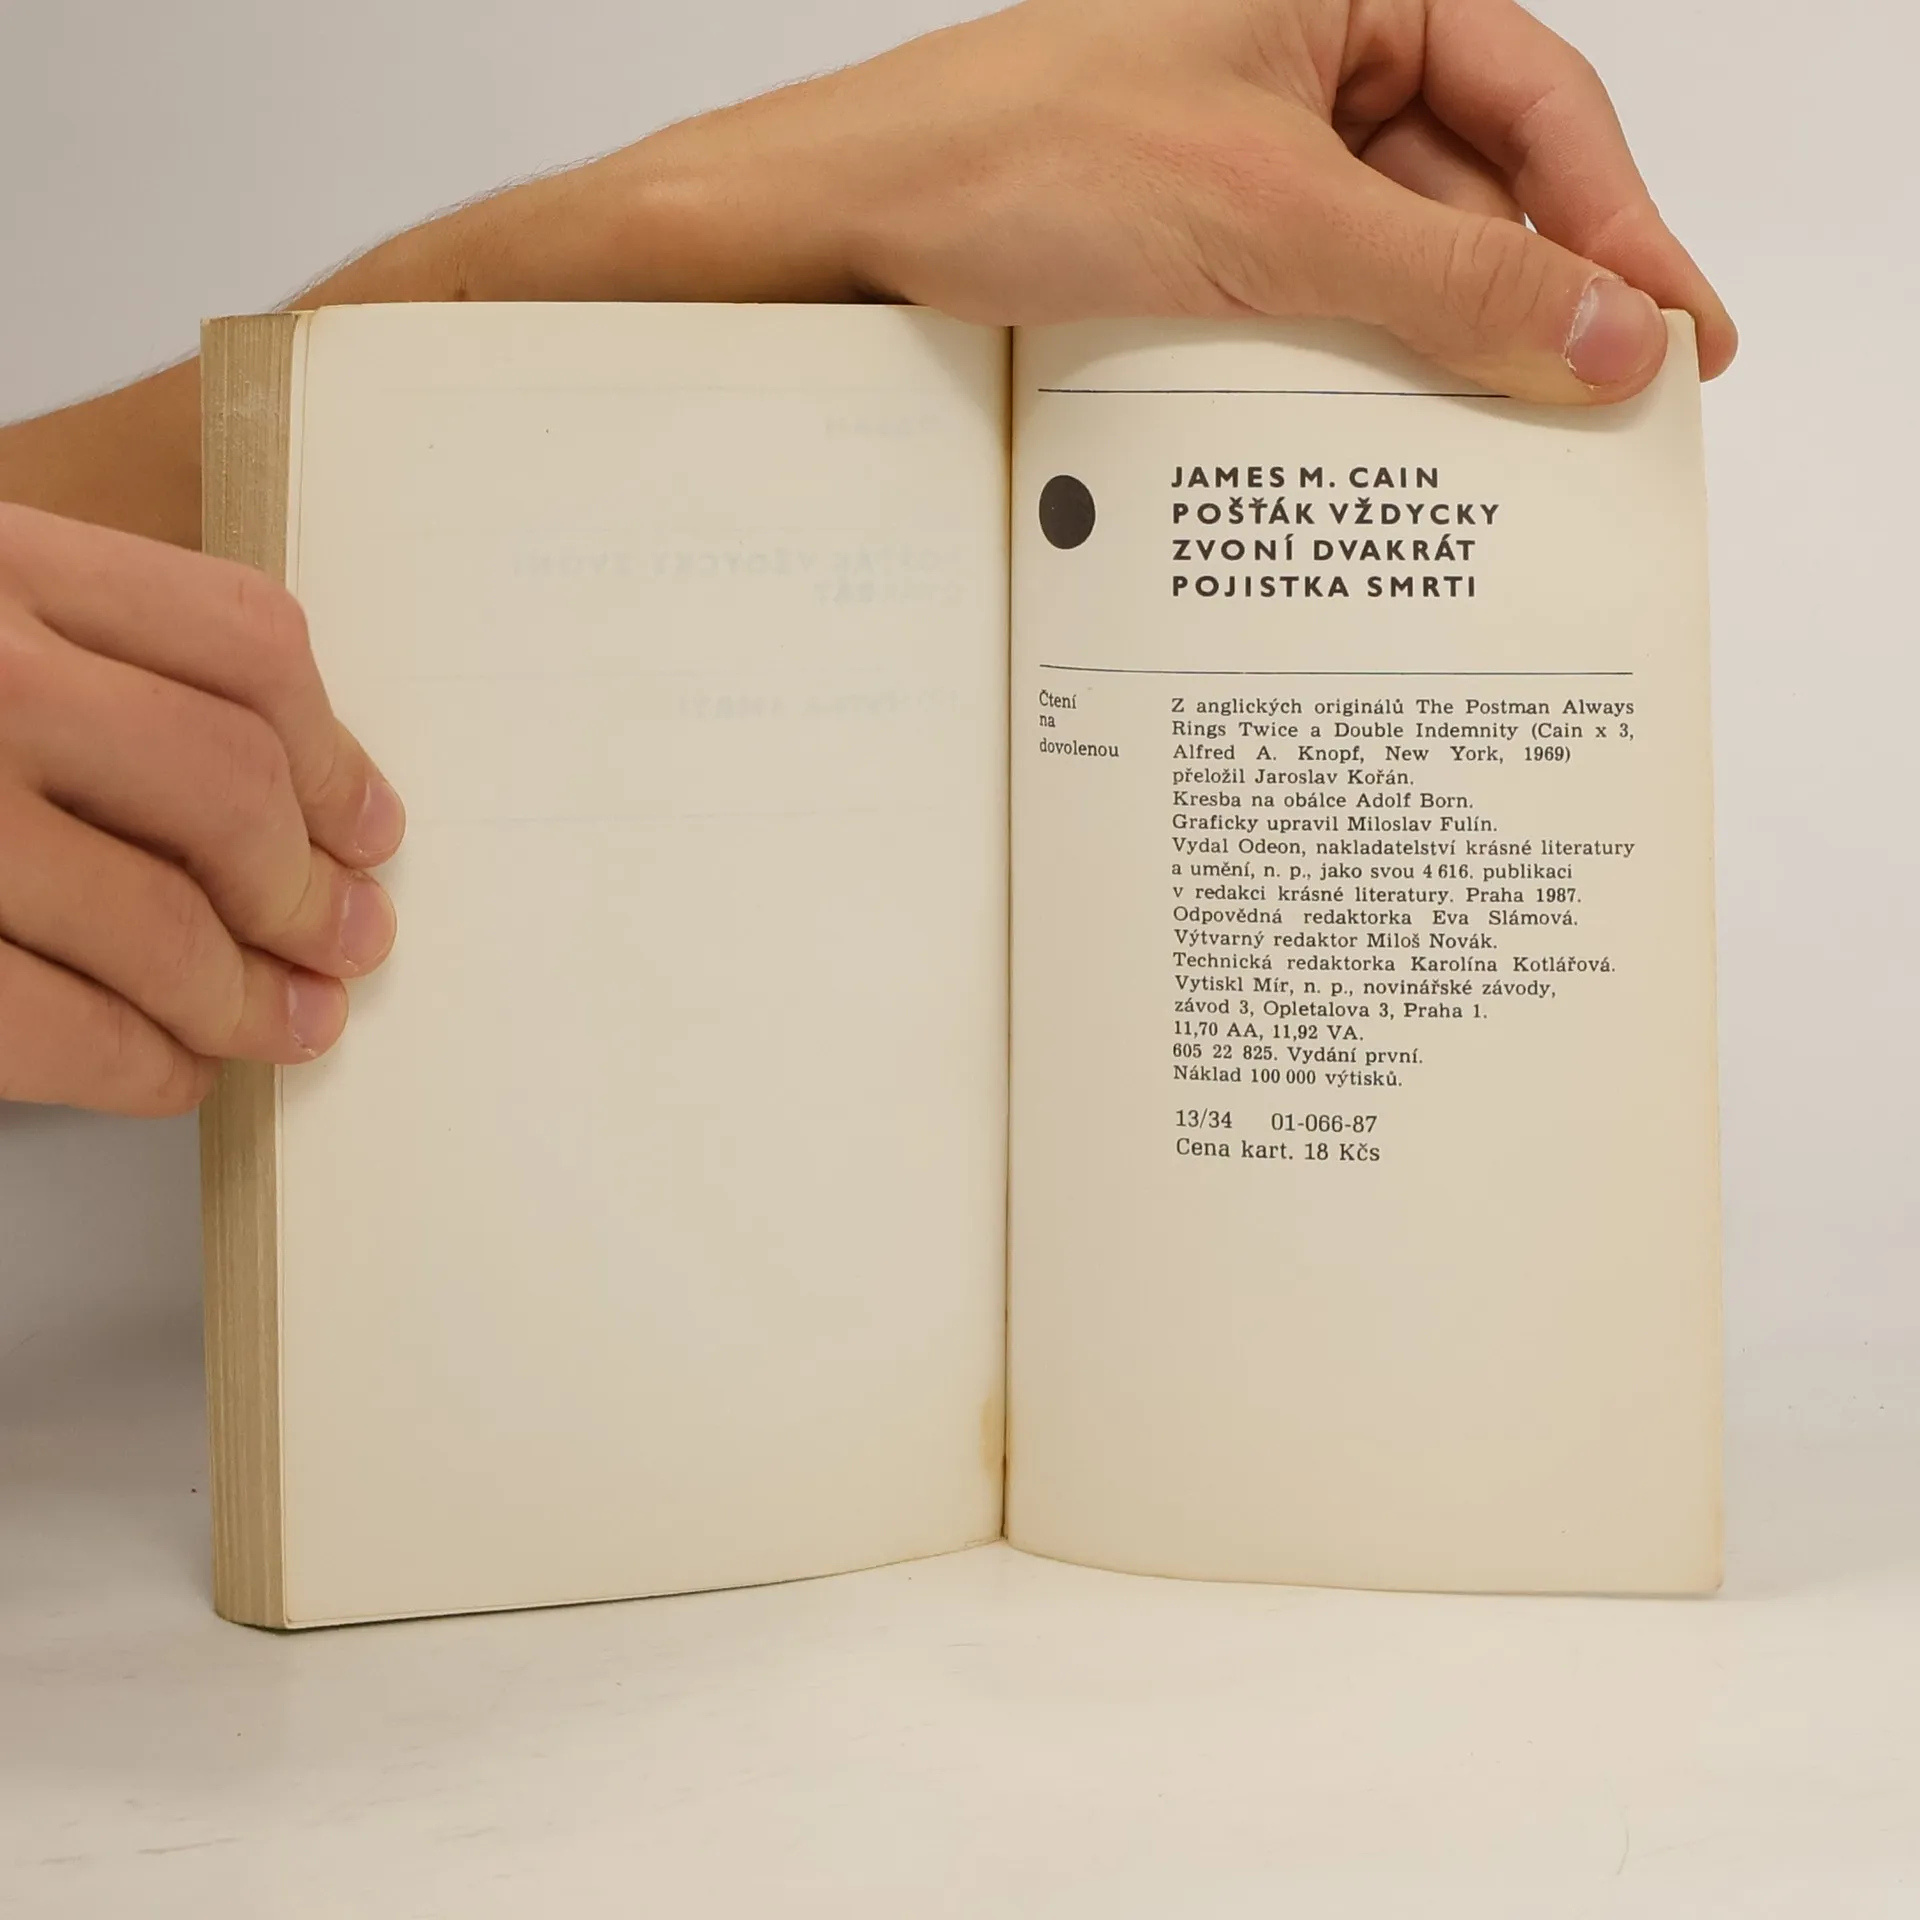 JAMES M. CAIN
POŠŤÁK VŽDYCKY
ZVONÍ DVAKRÁT
POJISTKA SMRTI
Čtení
na
dovolenou
Z anglických originálů The Postman Always
Rings Twice a Double Indemnity (Cain x 3,
Alfred A. Knopf, New York, 1969)
přeložil Jaroslav Kořán.
Kresba na obálce Adolf Born.
Graficky upravil Miloslav Fulín.
Vydal Odeon, nakladatelství krásné literatury
a umění, n. p., jako svou 4 616. publikaci
v redakci krásné literatury. Praha 1987.
Odpovědná redaktorka Eva Slámová.
Výtvarný redaktor Miloš Novák.
Technická redaktorka Karolína Kotlářová.
Vytiskl Mír, n. p., novinářské závody,
závod 3, Opletalova 3, Praha 1.
11,70 AA, 11,92 VA.
605 22 825. Vydání první.
Náklad 100 000 výtisků.
13/34 01-066-87
Cena kart. 18 Kčs